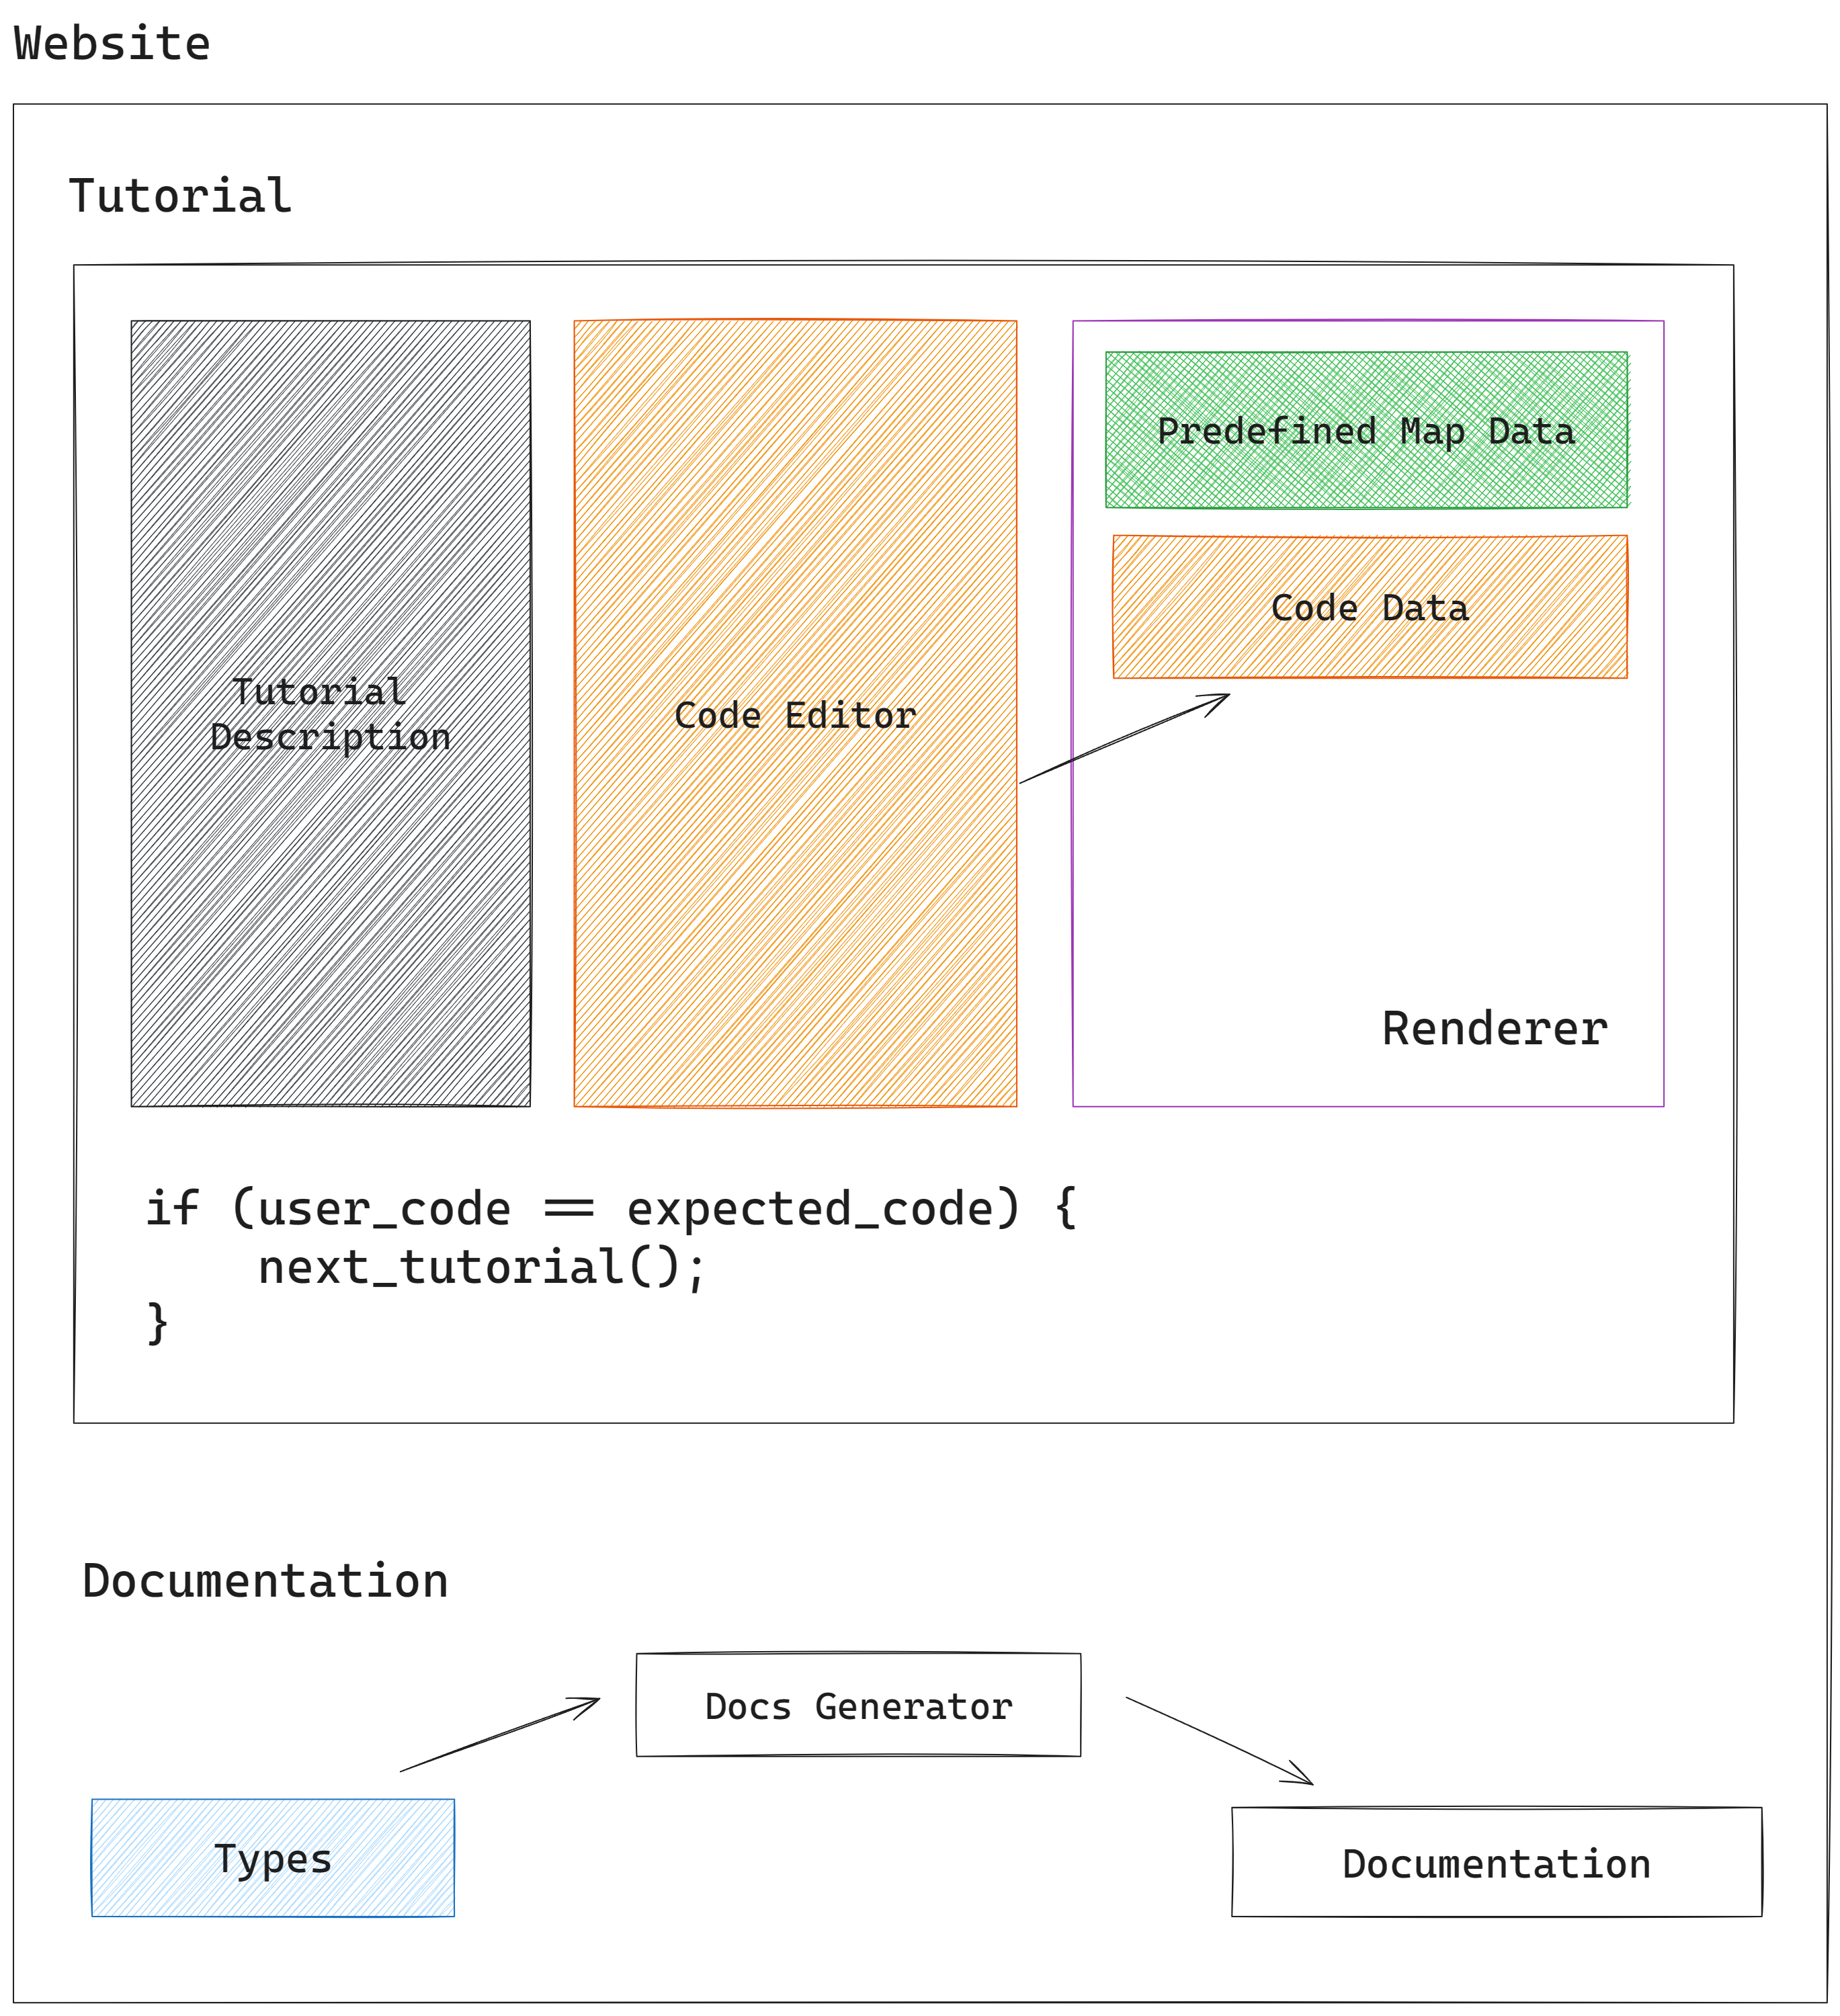 Website
Tutorial
Predefined Map Data
Code Data
Tutorial
Description
Code Editor
Renderer
if (user_code == expected_code) {
    next_tutorial();
}
Documentation
Docs Generator
Types
Documentation